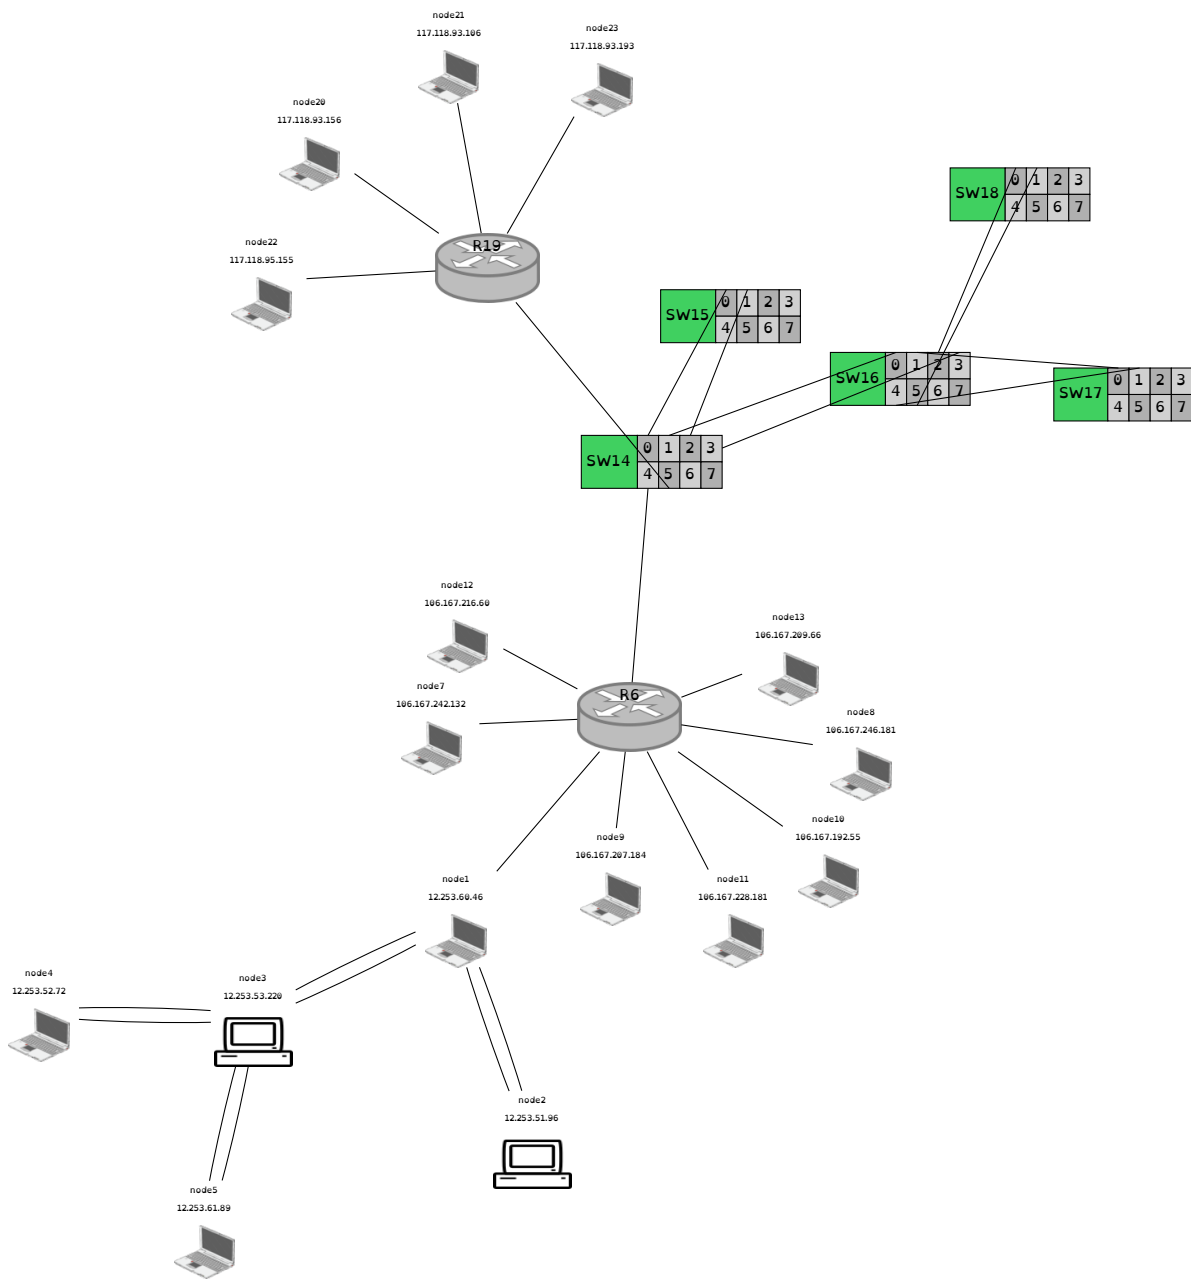 node21
117.118.93.106
node23
117.118.93.193
node20
117.118.93.156
SW18 0 1 2 3
4 5 6 7
node22
117.118.95.155
R19
SW15 0 1 2 3
4 5 6 7
SW16 0 1 2 3
4 5 6 7
SW17 0 1 2 3
4 5 6 7
SW14 0 1 2 3
4 5 6 7
node12
106.167.216.60
node13
106.167.209.66
node7
106.167.242.132
R6
node8
106.167.246.181
node10
106.167.192.55
node9
106.167.207.184
node1
12.253.60.46
node11
106.167.228.181
node4
12.253.52.72
node3
12.253.53.220
node2
12.253.51.96
node5
12.253.61.89